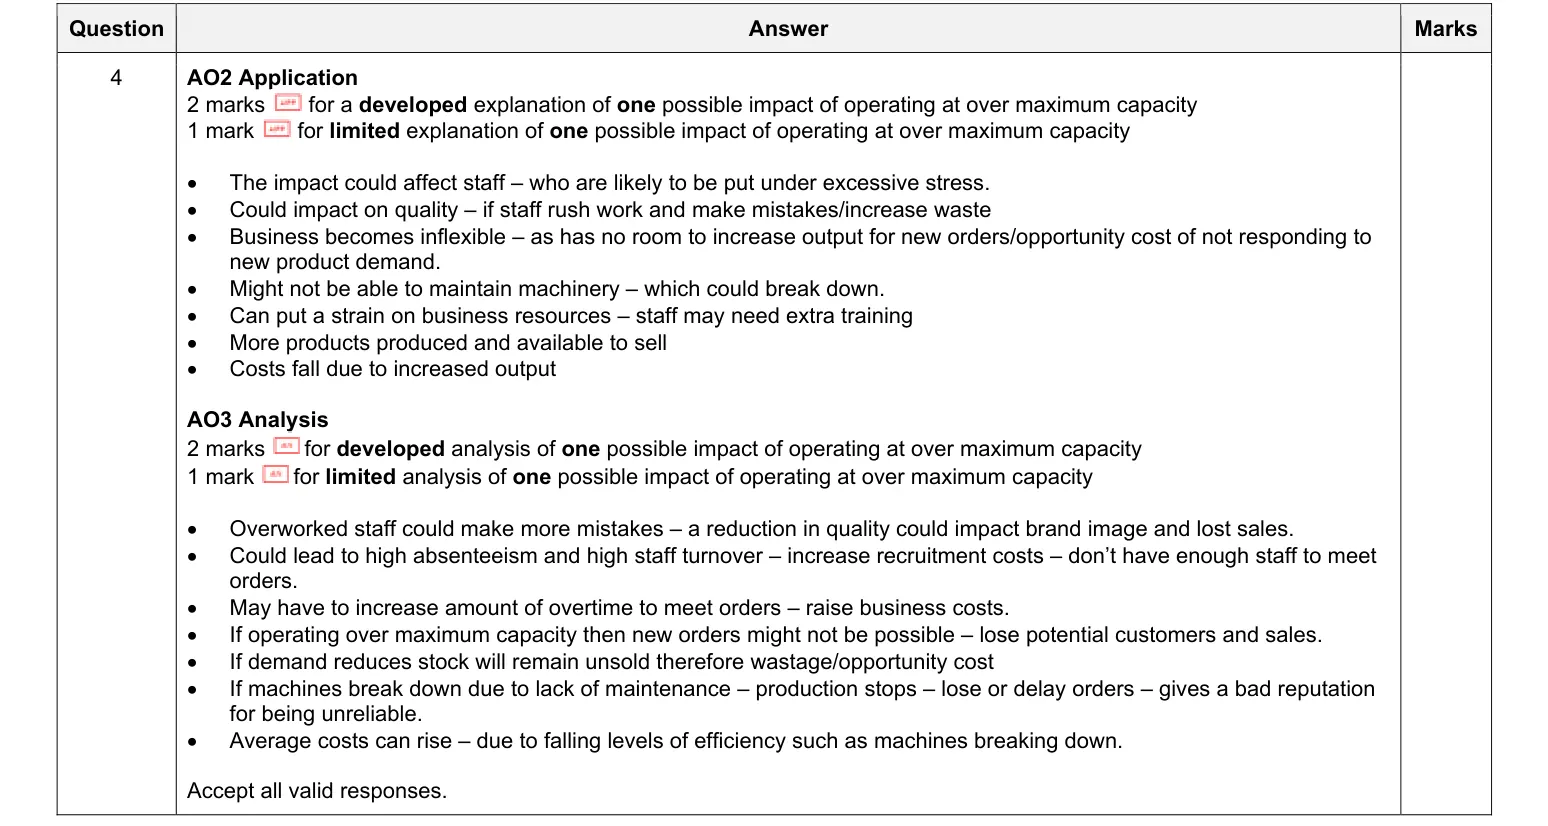 Question Answer Marks
4
AO2 Application
2 marks APP for a developed explanation of one possible impact of operating at over maximum capacity
1 mark APP for limited explanation of one possible impact of operating at over maximum capacity
• The impact could affect staff – who are likely to be put under excessive stress.
• Could impact on quality – if staff rush work and make mistakes/increase waste
• Business becomes inflexible – as has no room to increase output for new orders/opportunity cost of not responding to
new product demand.
• Might not be able to maintain machinery – which could break down.
• Can put a strain on business resources – staff may need extra training
• More products produced and available to sell
• Costs fall due to increased output
AO3 Analysis
2 marks AN for developed analysis of one possible impact of operating at over maximum capacity
1 mark AN for limited analysis of one possible impact of operating at over maximum capacity
• Overworked staff could make more mistakes – a reduction in quality could impact brand image and lost sales.
• Could lead to high absenteeism and high staff turnover – increase recruitment costs – don’t have enough staff to meet
orders.
• May have to increase amount of overtime to meet orders – raise business costs.
• If operating over maximum capacity then new orders might not be possible – lose potential customers and sales.
• If demand reduces stock will remain unsold therefore wastage/opportunity cost
• If machines break down due to lack of maintenance – production stops – lose or delay orders – gives a bad reputation
for being unreliable.
• Average costs can rise – due to falling levels of efficiency such as machines breaking down.
Accept all valid responses.